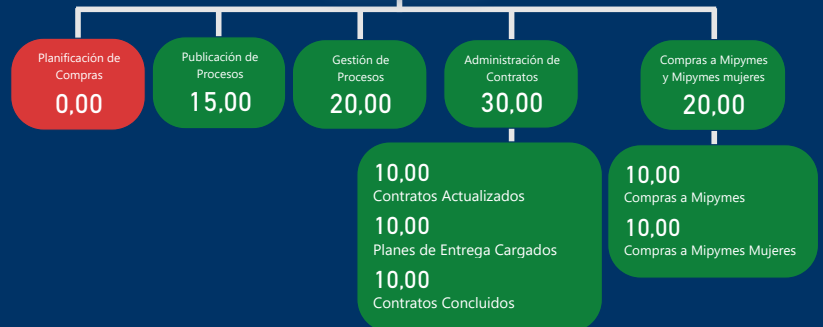 Planificación de
Compras
0,00
Publicación de
Procesos
15,00
Gestión de
Procesos
20,00
Administración de
Contratos
30,00
Compras a Mipymes
y Mipymes mujeres
20,00
10,00
Contratos Actualizados
10,00
Planes de Entrega Cargados
10,00
Contratos Concluidos
10,00
Compras a Mipymes
10,00
Compras a Mipymes Mujeres